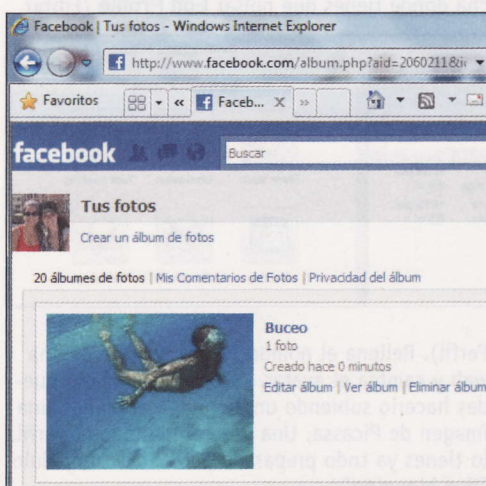 Facebook | Tus fotos - Windows Internet Explorer
http://www.facebook.com/album.php?aid=2060211&
Favoritos
Faceb...
facebook
Buscar
Tus fotos
Crear un álbum de fotos
20 álbumes de fotos | Mis Comentarios de Fotos | Privacidad del álbum
Buceo
1 foto
Creado hace 0 minutos
Editar álbum | Ver álbum | Eliminar álbum